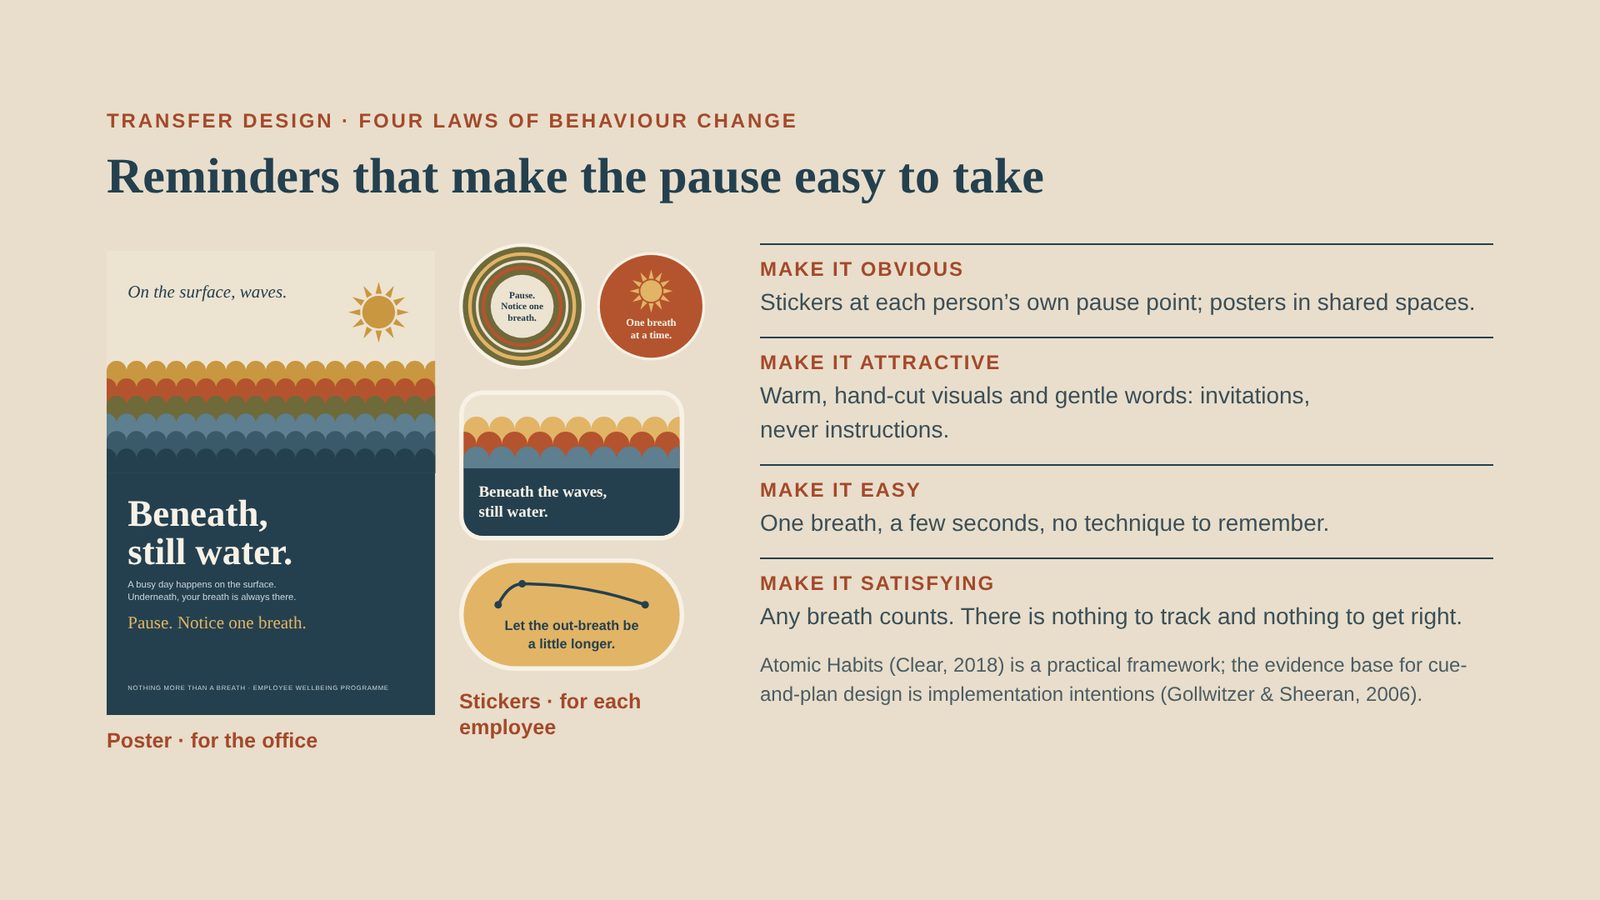 TRANSFER DESIGN · FOUR LAWS OF BEHAVIOUR CHANGE
Reminders that make the pause easy to take
On the surface, waves.
Beneath,
still water.
A busy day happens on the surface.
Underneath, your breath is always there.
Pause. Notice one breath.
NOTHING MORE THAN A BREATH · EMPLOYEE WELLBEING PROGRAMME
Poster · for the office
Pause.
Notice one
breath.
One breath
at a time.
Beneath the waves,
still water.
Let the out-breath be
a little longer.
Stickers · for each
employee
MAKE IT OBVIOUS
Stickers at each person’s own pause point; posters in shared spaces.
MAKE IT ATTRACTIVE
Warm, hand-cut visuals and gentle words: invitations,
never instructions.
MAKE IT EASY
One breath, a few seconds, no technique to remember.
MAKE IT SATISFYING
Any breath counts. There is nothing to track and nothing to get right.
Atomic Habits (Clear, 2018) is a practical framework; the evidence base for cue-
and-plan design is implementation intentions (Gollwitzer & Sheeran, 2006).